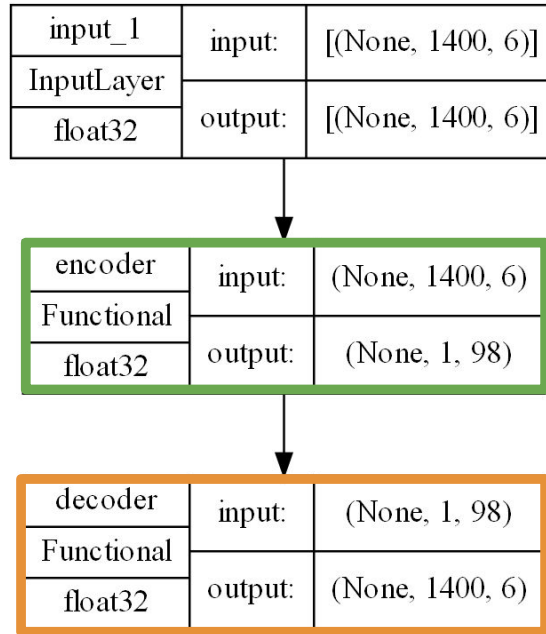 input_1
input:
[(None, 1400, 6)]
InputLayer
output:
[(None, 1400, 6)]
float32
encoder
input:
(None, 1400, 6)
Functional
output:
(None, 1, 98)
float32
decoder
input:
(None, 1, 98)
Functional
output:
(None, 1400, 6)
float32